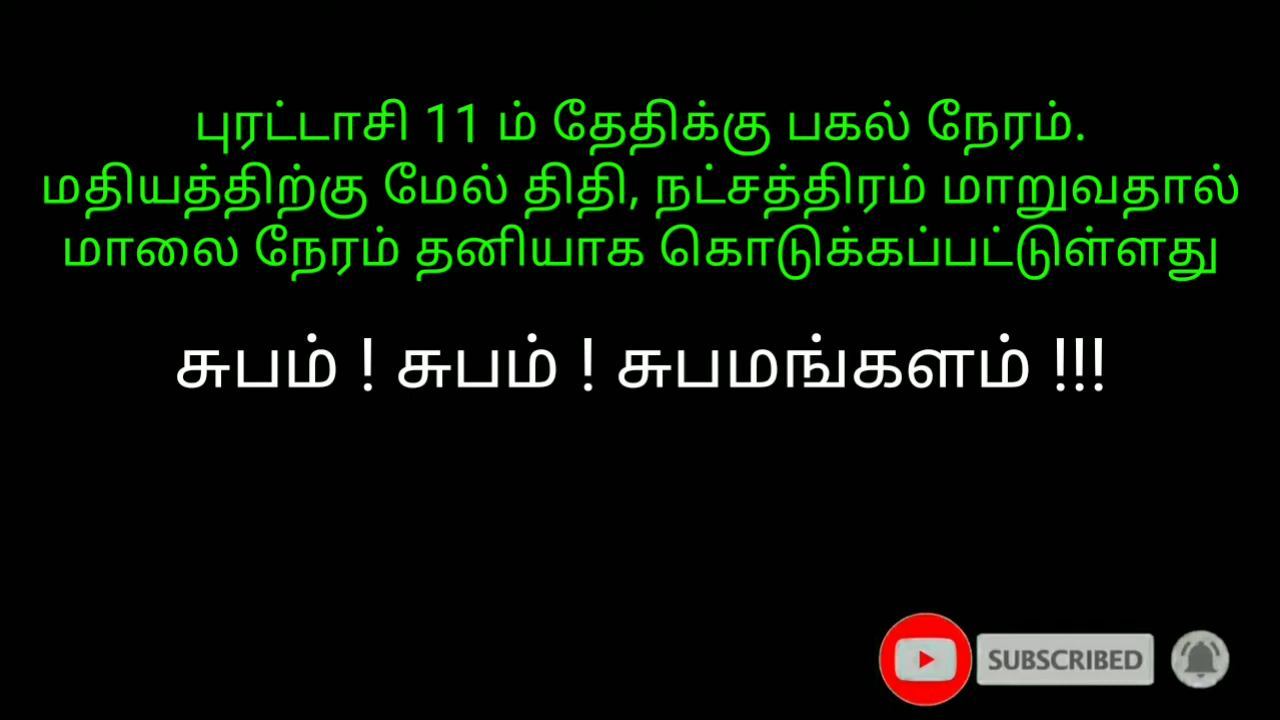 புரட்டாசி 11 ம் தேதிக்கு பகல் நேரம்.
மதியத்திற்கு மேல் திதி, நட்சத்திரம் மாறுவதால்
மாலை நேரம் தனியாக கொடுக்கப்பட்டுள்ளது
சுபம் ! சுபம் ! சுபமங்களம் !!!
SUBSCRIBED